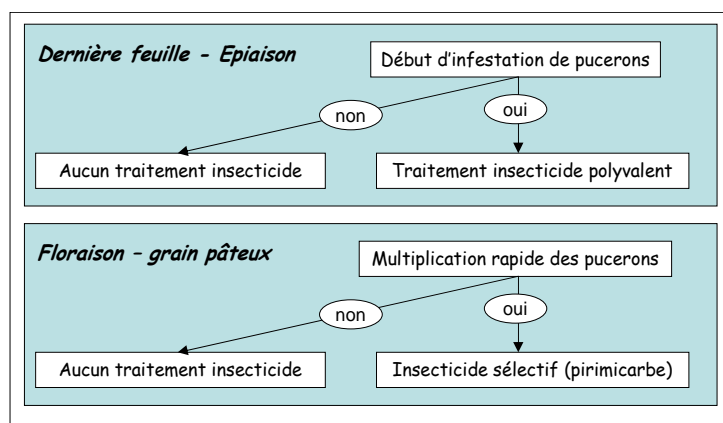 Dernière feuille - Epiaison
Début d'infestation de pucerons
non
oui
Aucun traitement insecticide
Traitement insecticide polyvalent
Floraison – grain pâteux
Multiplication rapide des pucerons
non
oui
Aucun traitement insecticide
Insecticide sélectif (pirimicarbe)